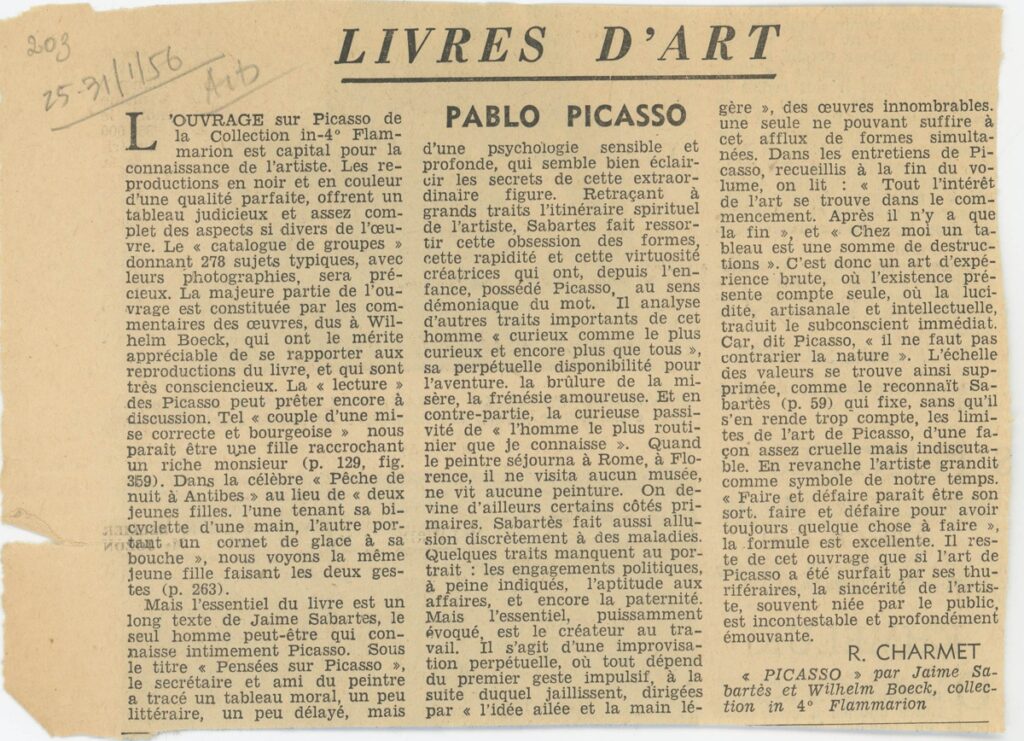 203
25-31/1/56
Arts
LIVRES D'ART
L'OUVRAGE sur Picasso de
la Collection in-4° Flam-
marion est capital pour la
connaissance de l'artiste. Les re-
productions en noir et en couleur
d'une qualité parfaite, offrent un
tableau judicieux et assez com-
plet des aspects si divers de l'œu-
vre. Le « catalogue de groupes »
donnant 278 sujets typiques, avec
leurs photographies, sera pré-
cieux. La majeure partie de l'ou-
vrage est constituée par les com-
mentaires des œuvres, dus à Wil-
helm Boeck, qui ont le mérite
appréciable de se rapporter aux
reproductions du livre, et qui sont
très consciencieux. La « lecture »
des Picasso peut prêter encore à
discussion. Tel « couple d'une mi-
se correcte et bourgeoise » nous
parait être une fille raccrochant
un riche monsieur (p. 129, fig.
359). Dans la célèbre « Pêche de
nuit à Antibes » au lieu de « deux
jeunes filles. l'une tenant sa bi-
cyclette d'une main, l'autre por-
tant un cornet de glace à sa
bouche », nous voyons la même
jeune fille faisant les deux ges-
tes (p. 263).
Mais l'essentiel du livre est un
long texte de Jaime Sabartes, le
seul homme peut-être qui con-
naisse intimement Picasso. Sous
le titre « Pensées sur Picasso »,
le secrétaire et ami du peintre
a tracé un tableau moral, un peu
littéraire, un peu délayé, mais
PABLO PICASSO
d'une psychologie sensible et
profonde, qui semble bien éclair-
cir les secrets de cette extraor-
dinaire figure. Retraçant à
grands traits l'itinéraire spirituel
de l'artiste, Sabartes fait ressor-
tir cette obsession des formes,
cette rapidité et cette virtuosité
créatrices qui ont, depuis l'en-
fance, possédé Picasso, au sens
démoniaque du mot. Il analyse
d'autres traits importants de cet
homme « curieux comme le plus
curieux et encore plus que tous »,
sa perpétuelle disponibilité pour
l'aventure. la brûlure de la mi-
sère, la frénésie amoureuse. Et en
contre-partie, la curieuse passi-
vité de « l'homme le plus routi-
nier que je connaisse ». Quand
le peintre séjourna à Rome, à Flo-
rence, il ne visita aucun musée,
ne vit aucune peinture. On de-
vine d'ailleurs certains côtés pri-
maires. Sabartès fait aussi allu-
sion discrètement à des maladies.
Quelques traits manquent au por-
trait : les engagements politiques,
à peine indiqués, l'aptitude aux
affaires, et encore la paternité.
Mais l'essentiel, puissamment
évoqué, est le créateur au tra-
vail. Il s'agit d'une improvisa-
tion perpétuelle, où tout dépend
du premier geste impulsif, à la
suite duquel jaillissent, dirigées
par « l'idée ailée et la main lé-
gère », des œuvres innombrables.
une seule ne pouvant suffire à
cet afflux de formes simulta-
nées. Dans les entretiens de Pi-
casso, recueillis à la fin du vo-
lume, on lit : « Tout l'intérêt
de l'art se trouve dans le com-
mencement. Après il n'y a que
la fin », et « Chez moi un ta-
bleau est une somme de destruc-
tions ». C'est donc un art d'expé-
rience brute, où l'existence pré-
sente compte seule, où la luci-
dité, artisanale et intellectuelle,
traduit le subconscient immédiat.
Car, dit Picasso, « il ne faut pas
contrarier la nature ». L'échelle
des valeurs se trouve ainsi sup-
primée, comme le reconnaît Sa-
bartès (p. 59) qui fixe, sans qu'il
s'en rende trop compte, les limi-
tes de l'art de Picasso, d'une fa-
çon assez cruelle mais indiscuta-
ble. En revanche l'artiste grandit
comme symbole de notre temps.
« Faire et défaire paraît être son
sort. faire et défaire pour avoir
toujours quelque chose à faire »,
la formule est excellente. Il res-
te de cet ouvrage que si l'art de
Picasso a été surfait par ses thu-
riféraires, la sincérité de l'artis-
te, souvent niée par le public,
est incontestable et profondément
émouvante.
R. CHARMET
« PICASSO » par Jaime Sa-
bartès et Wilhelm Boeck, collec-
tion in 4° Flammarion